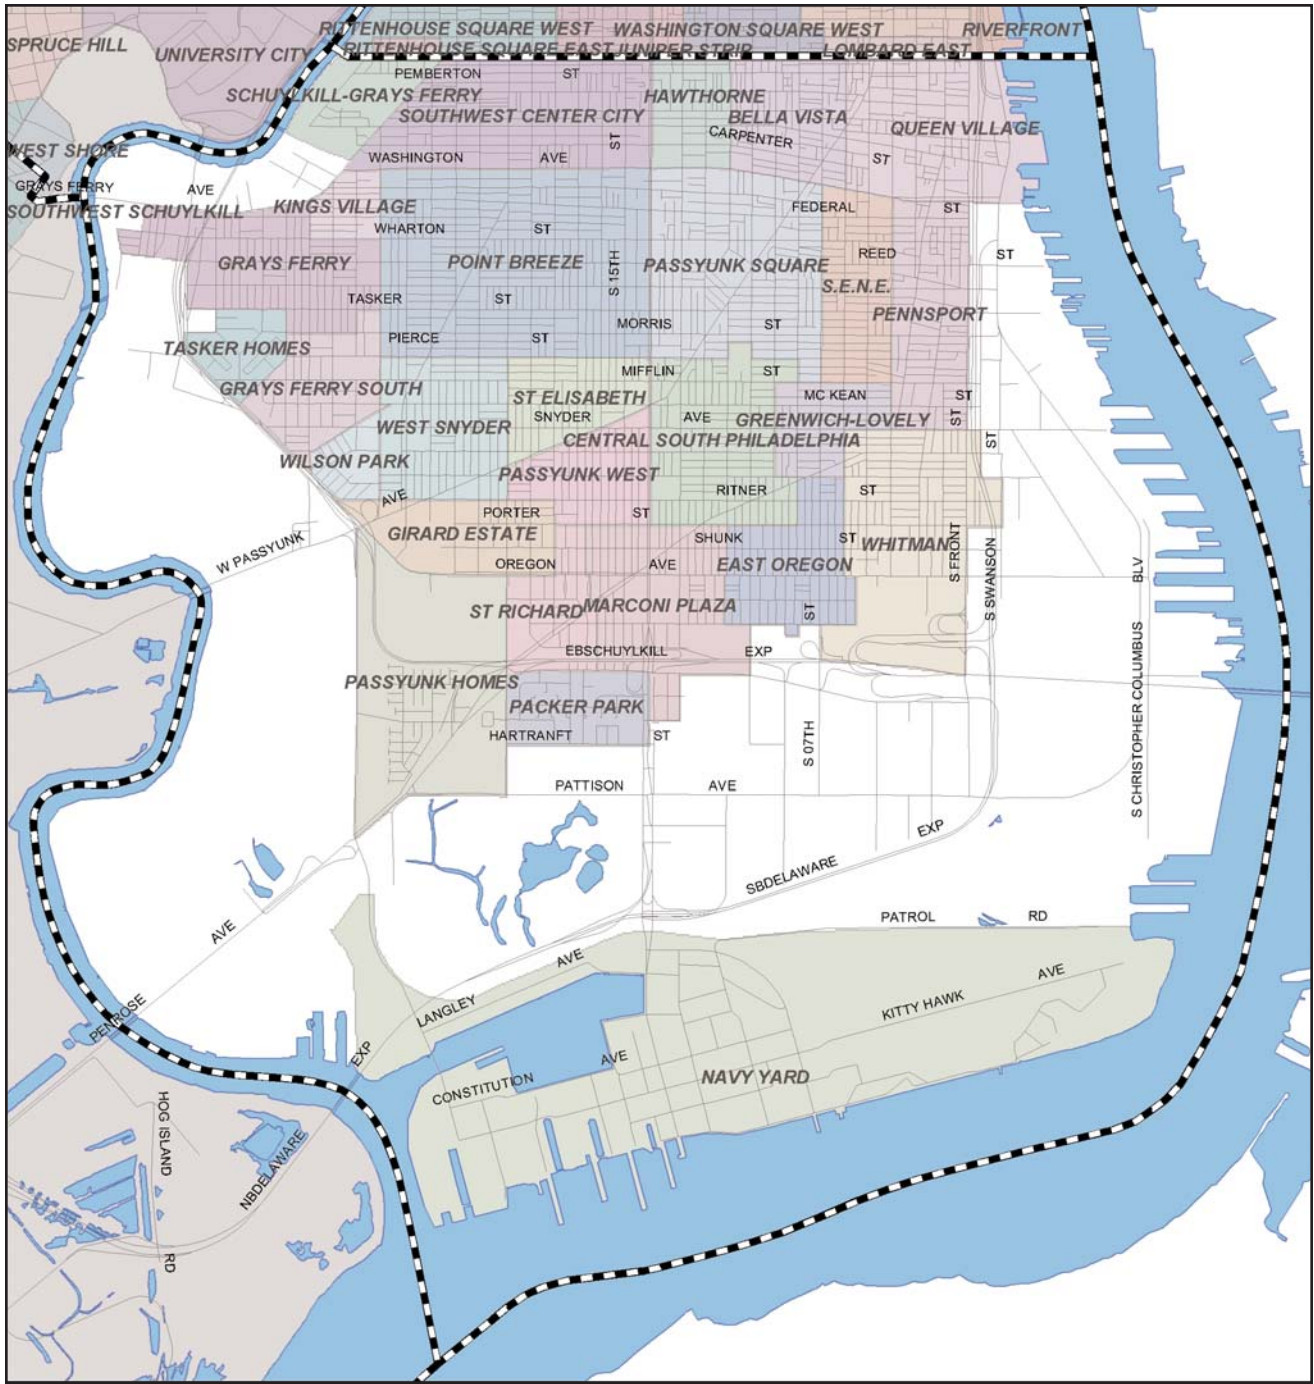 RITTENHOUSE SQUARE WEST
WASHINGTON SQUARE WEST
RIVERFRONT
SPRUCE HILL
UNIVERSITY CITY
RITTENHOUSE SQUARE EAST
JUNIPER STRIP
LOMBARD EAST
PEMBERTON ST
SCHUYLKILL-GRAYS FERRY
HAWTHORNE
SOUTHWEST CENTER CITY
BELLA VISTA
QUEEN VILLAGE
CARPENTER ST
ST
WEST SHORE
WASHINGTON AVE
GRAYS FERRY AVE
SOUTHWEST SCHUYLKILL
KINGS VILLAGE
FEDERAL ST
WHARTON ST
GRAYS FERRY
POINT BREEZE
S 15TH
PASSYUNK SQUARE
REED ST
S.E.N.E.
TASKER ST
PENNSPORT
MORRIS ST
PIERCE ST
TASKER HOMES
MIFFLIN ST
GRAYS FERRY SOUTH
ST ELISABETH
MC KEAN ST
SNYDER AVE
GREENWICH-LOVELY
ST
WEST SNYDER
CENTRAL SOUTH PHILADELPHIA
ST
WILSON PARK
PASSYUNK WEST
RITNER ST
AVE
PORTER ST
W PASSYUNK
GIRARD ESTATE
SHUNK ST
WHITMAN
S FRONT
S SWANSON
BLV
OREGON AVE
EAST OREGON
ST RICHARD
MARCONI PLAZA
ST
EBSCHUYLKILL EXP
S CHRISTOPHER COLUMBUS
PASSYUNK HOMES
PACKER PARK
HARTRANFT ST
S 07TH
PATTISON AVE
SBDELAWARE EXP
PATROL RD
AVE
LANGLEY AVE
KITTY HAWK AVE
PENROSE
EXP
CONSTITUTION AVE
NAVY YARD
HOG ISLAND
NBDELAWARE
RD